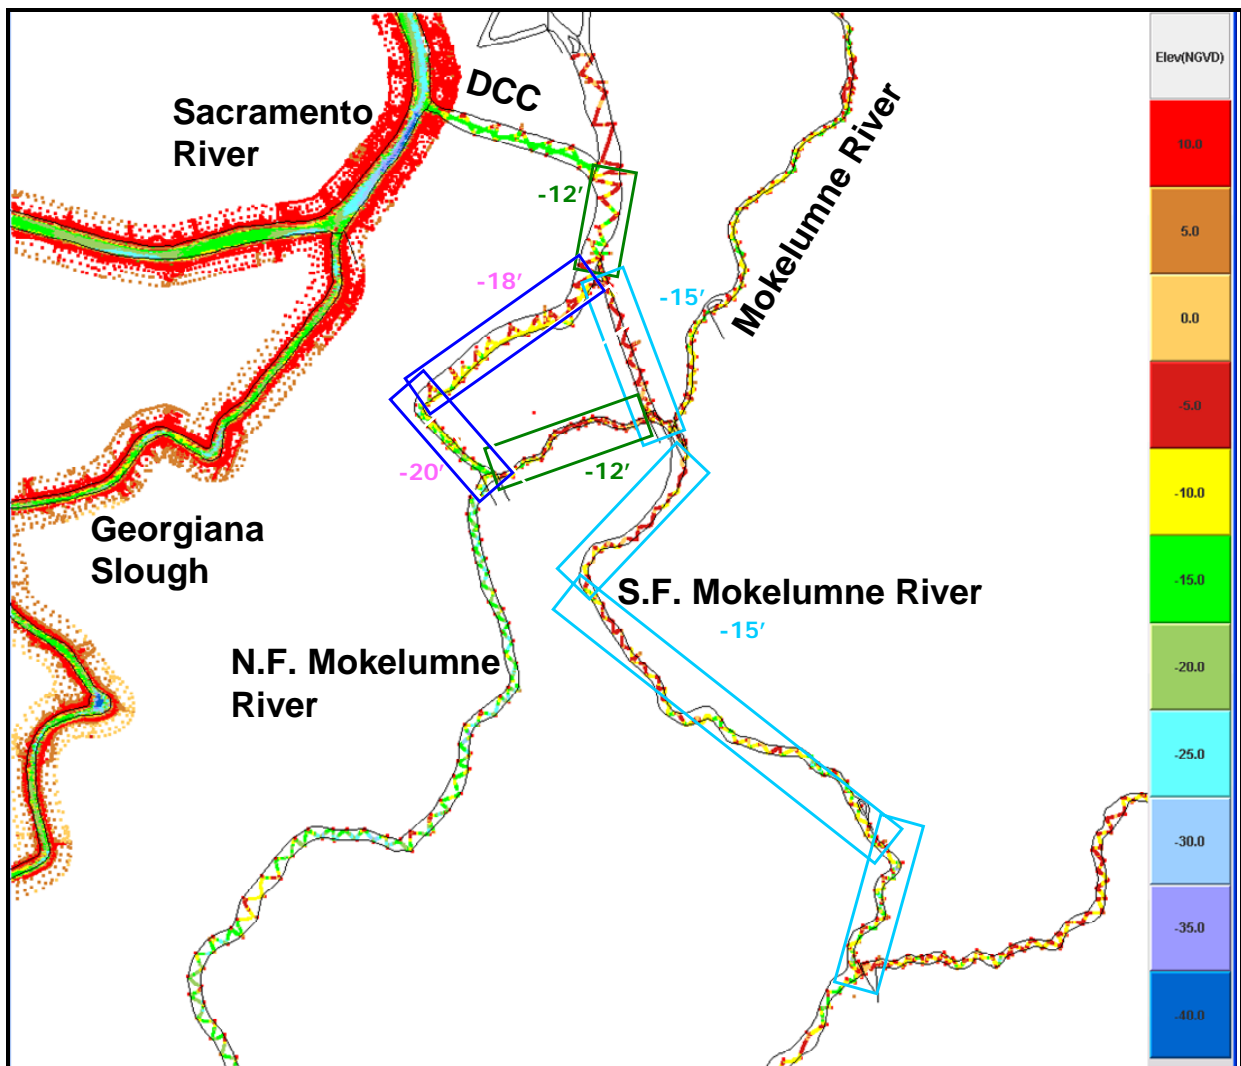 DCC
Sacramento
River
Mokelumne River
-12'
-18'
-15'
-20'
-12'
Georgiana
Slough
S.F. Mokelumne River
-15'
N.F. Mokelumne
River
Elev(NGVD)
10.0
5.0
0.0
-5.0
-10.0
-15.0
-20.0
-25.0
-30.0
-35.0
-40.0